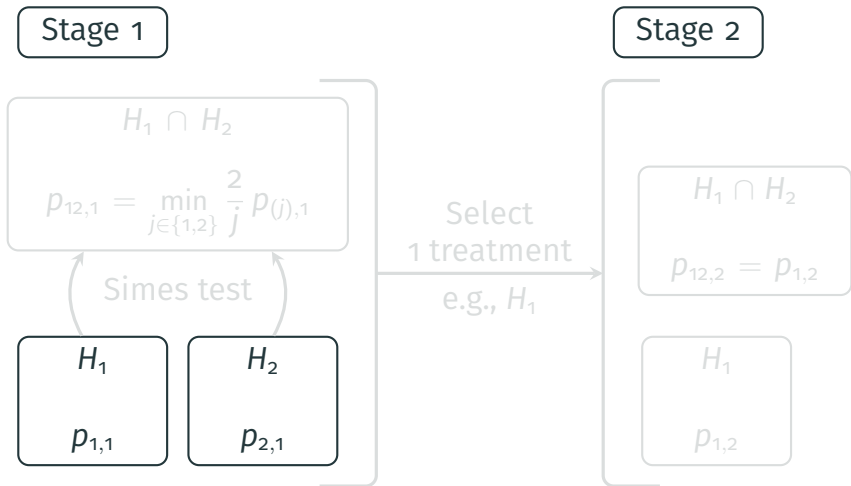 Stage 1
Stage 2
H₁ ∩ H₂
p₁₂,₁ = min_{j∈{1,2}} 2/j p₍ⱼ₎,₁
Simes test
H₁
p₁,₁
H₂
p₂,₁
Select
1 treatment
e.g., H₁
H₁ ∩ H₂
p₁₂,₂ = p₁,₂
H₁
p₁,₂